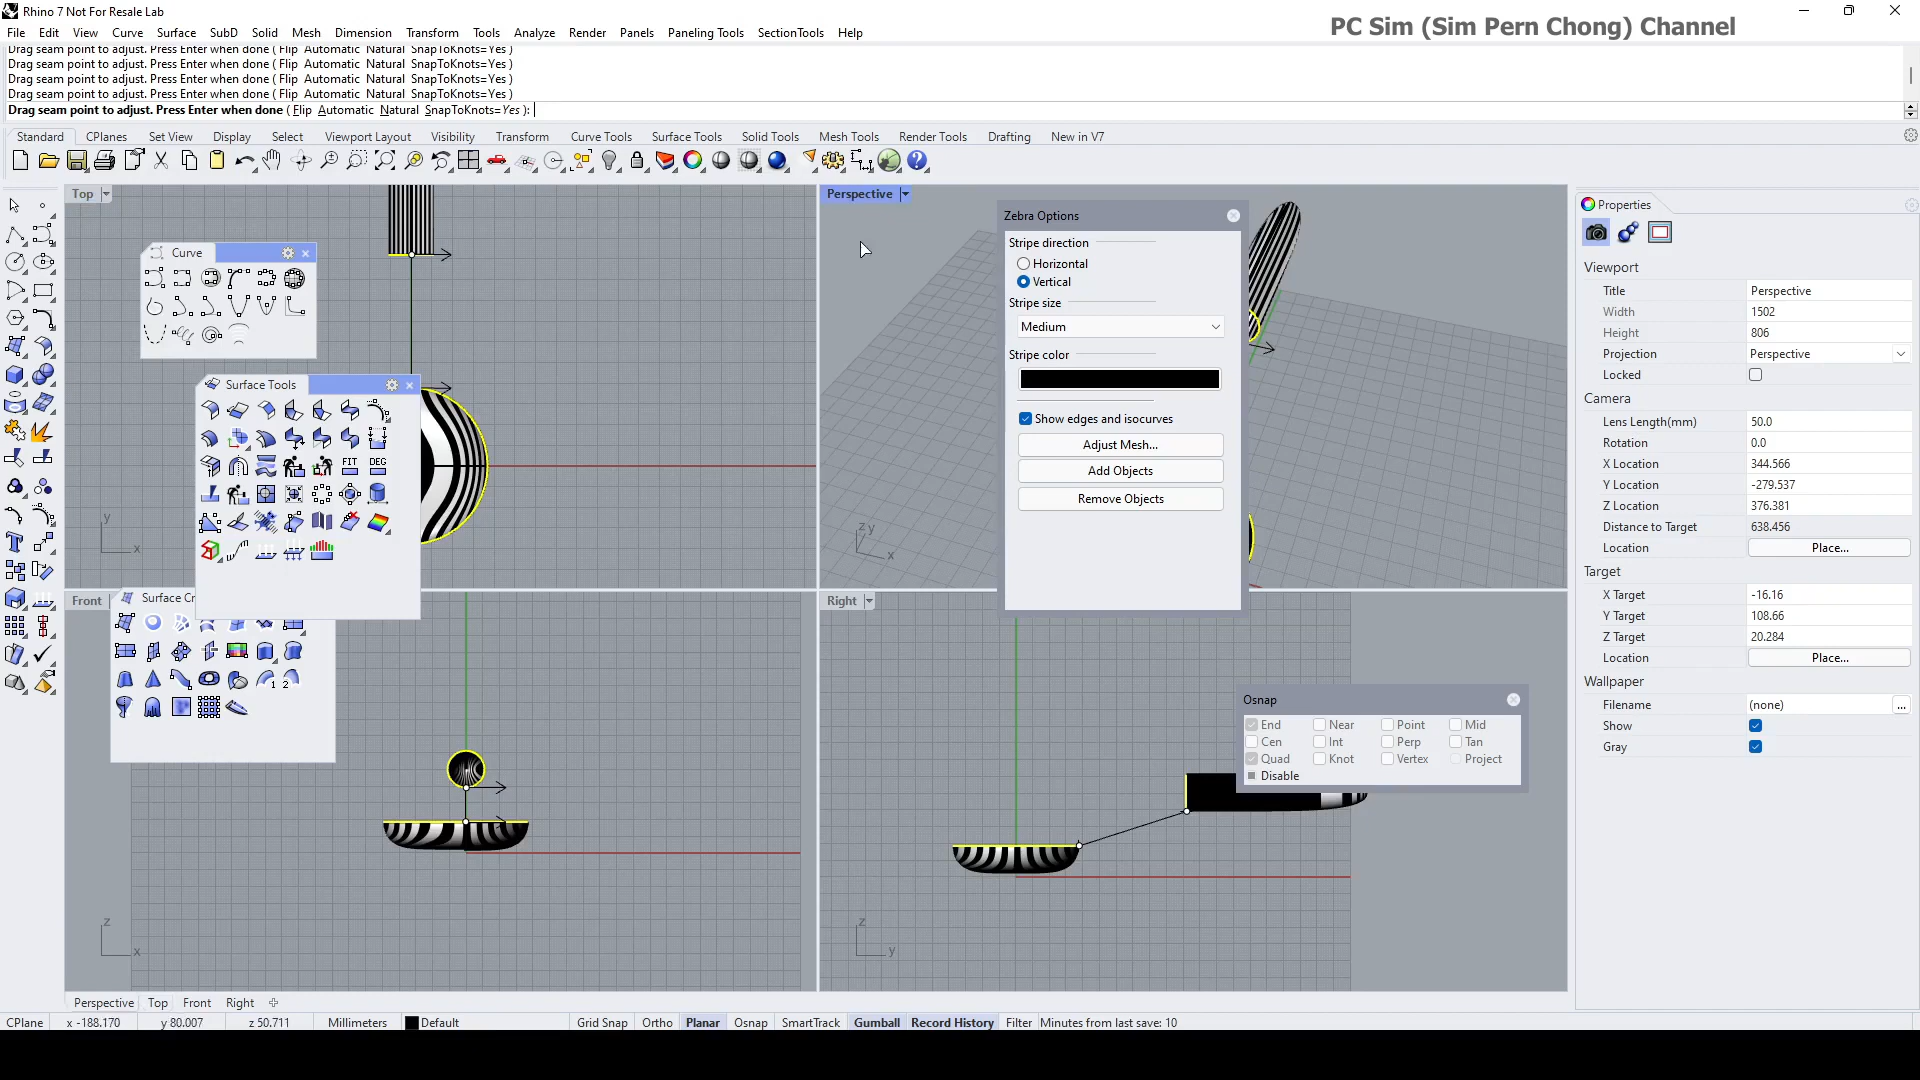 Rhino 7 Not For Resale Lab
PC Sim (Sim Pern Chong) Channel
File Edit View Curve Surface SubD Solid Mesh Dimension Transform Tools Analyze Render Panels Paneling Tools SectionTools Help
Drag seam point to adjust. Press Enter when done ( Flip Automatic Natural SnapToKnots=Yes )
Drag seam point to adjust. Press Enter when done ( Flip Automatic Natural SnapToKnots=Yes )
Drag seam point to adjust. Press Enter when done ( Flip Automatic Natural SnapToKnots=Yes )
Drag seam point to adjust. Press Enter when done ( Flip Automatic Natural SnapToKnots=Yes )
Drag seam point to adjust. Press Enter when done ( Flip Automatic Natural SnapToKnots=Yes ):
Standard CPlanes Set View Display Select Viewport Layout Visibility Transform Curve Tools Surface Tools Solid Tools Mesh Tools Render Tools Drafting New in V7
Top
Curve
Surface Tools
FIT DEG
y
x
Perspective
Zebra Options
Stripe direction
Horizontal
Vertical
Stripe size
Medium
Stripe color
Show edges and isocurves
Adjust Mesh...
Add Objects
Remove Objects
z y
x
Front
Surface Cr
1 2
z
x
Right
Osnap
End Near Point Mid
Cen Int Perp Tan
Quad Knot Vertex Project
Disable
z
y
Properties
Viewport
Title Perspective
Width 1502
Height 806
Projection Perspective
Locked
Camera
Lens Length(mm) 50.0
Rotation 0.0
X Location 344.566
Y Location -279.537
Z Location 376.381
Distance to Target 638.456
Location Place...
Target
X Target -16.16
Y Target 108.66
Z Target 20.284
Location Place...
Wallpaper
Filename (none) ...
Show
Gray
Perspective Top Front Right
CPlane x -188.170 y 80.007 z 50.711 Millimeters Default Grid Snap Ortho Planar Osnap SmartTrack Gumball Record History Filter Minutes from last save: 10